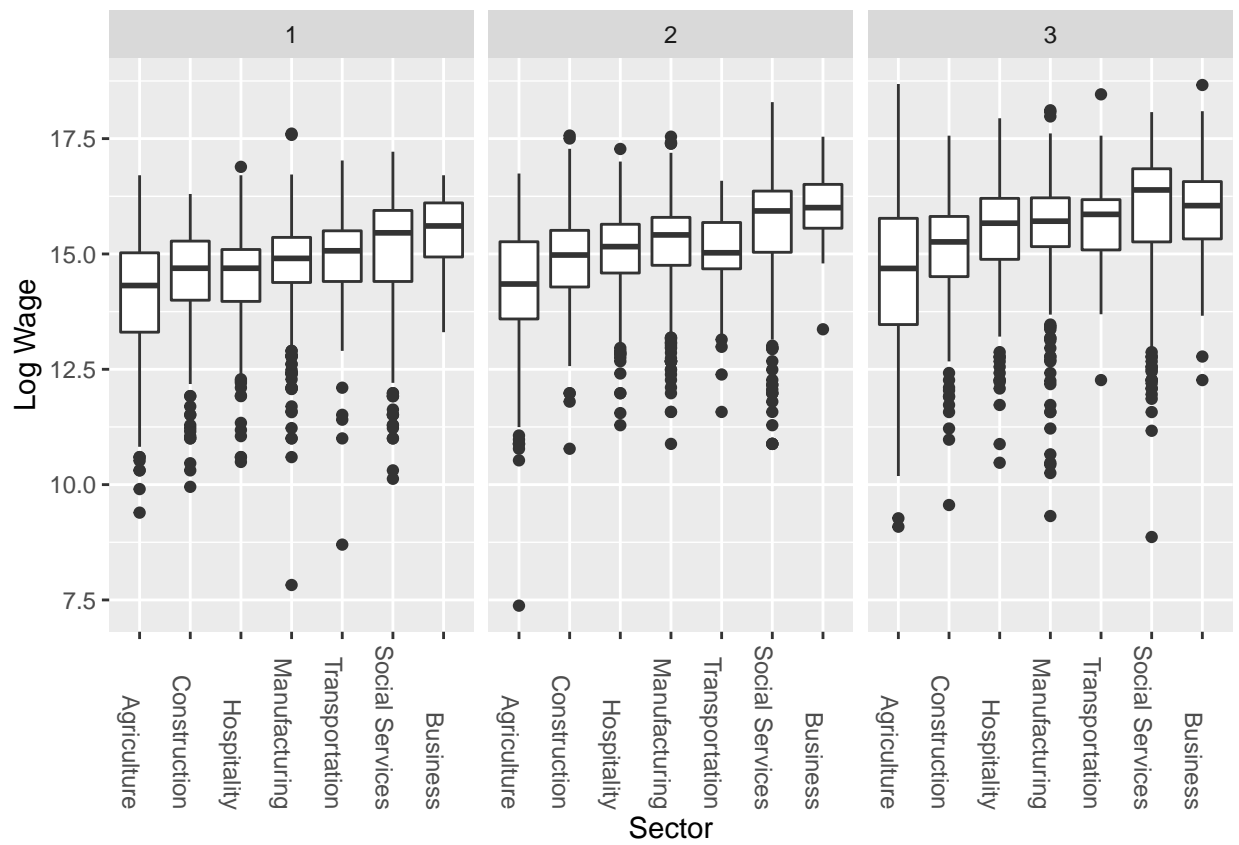 1
2
3
17.5
15.0
12.5
10.0
7.5
Log Wage
Agriculture
Construction
Hospitality
Manufacturing
Transportation
Social Services
Business
Agriculture
Construction
Hospitality
Manufacturing
Transportation
Social Services
Business
Agriculture
Construction
Hospitality
Manufacturing
Transportation
Social Services
Business
Sector